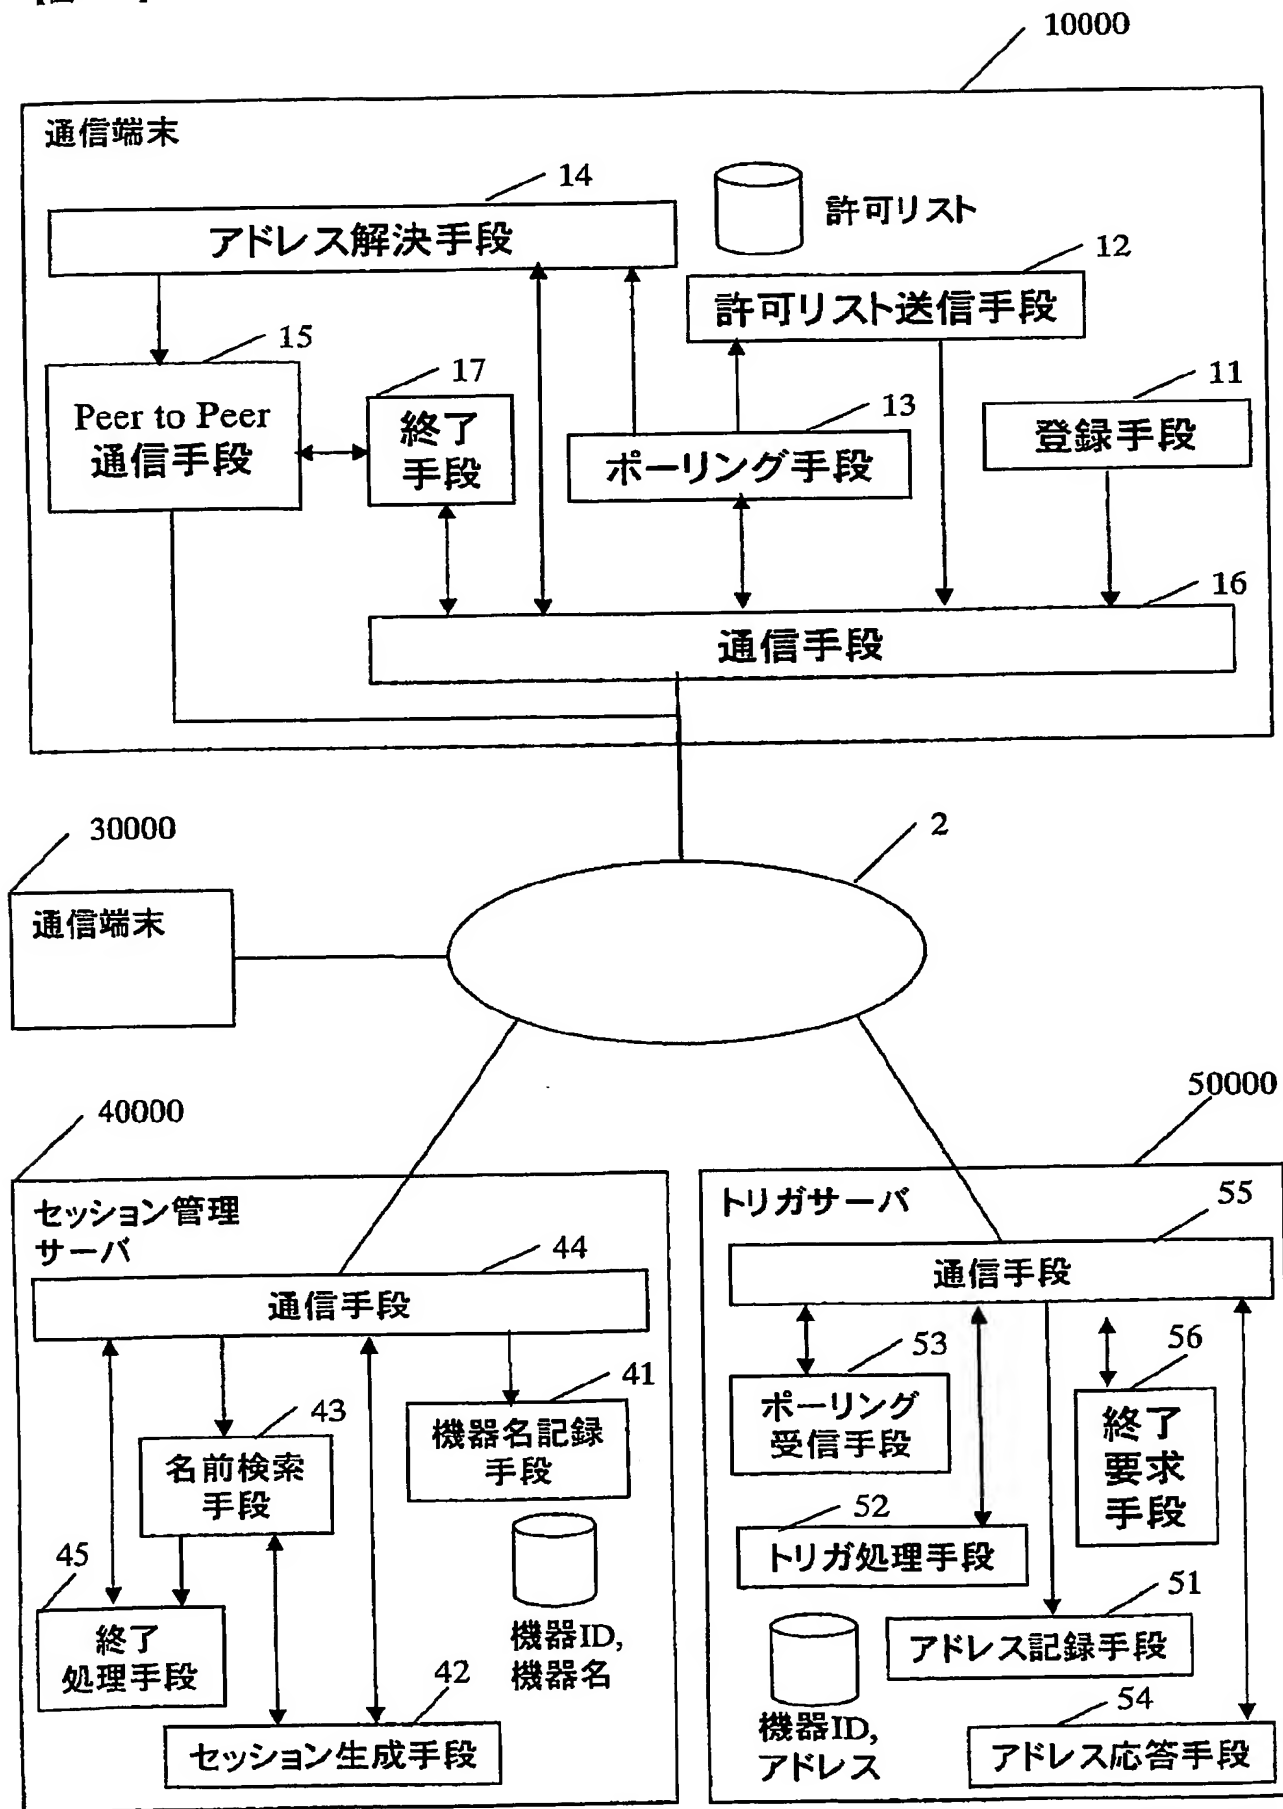 10000
通信端末
14
アドレス解決手段
許可リスト
12
許可リスト送信手段
15
Peer to Peer
通信手段
17
終了
手段
13
ポーリング手段
11
登録手段
16
通信手段
30000
通信端末
2
40000
セッション管理
サーバ
44
通信手段
43
名前検索
手段
41
機器名記録
手段
機器ID,
機器名
45
終了
処理手段
42
セッション生成手段
50000
トリガサーバ
55
通信手段
53
ポーリング
受信手段
56
終了
要求
手段
52
トリガ処理手段
51
アドレス記録手段
機器ID,
アドレス
54
アドレス応答手段